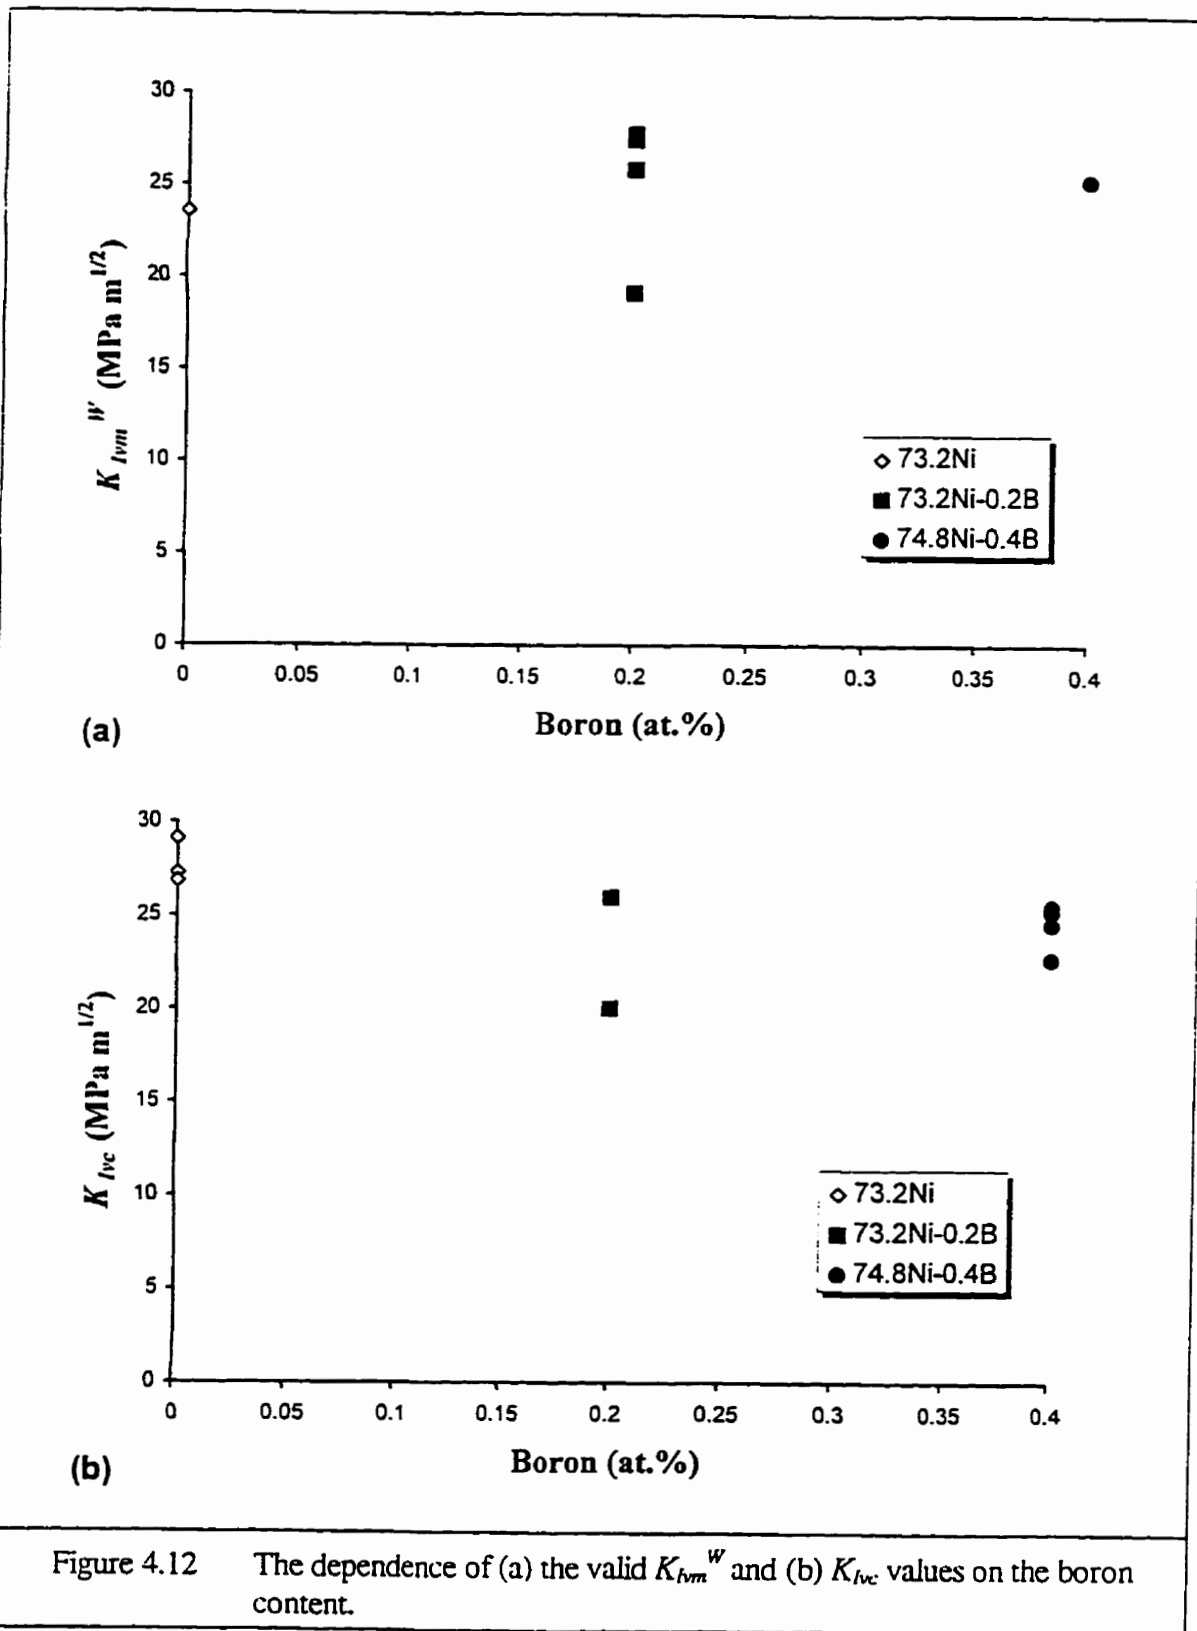 30
25
20
15
10
5
0
K Ivm W (MPa m 1/2)
0 0.05 0.1 0.15 0.2 0.25 0.3 0.35 0.4
Boron (at.%)
73.2Ni
73.2Ni-0.2B
74.8Ni-0.4B
(a)
30
25
20
15
10
5
0
K Ivc (MPa m 1/2)
0 0.05 0.1 0.15 0.2 0.25 0.3 0.35 0.4
Boron (at.%)
73.2Ni
73.2Ni-0.2B
74.8Ni-0.4B
(b)
Figure 4.12 The dependence of (a) the valid K Ivm W and (b) K Ivc values on the boron
content.